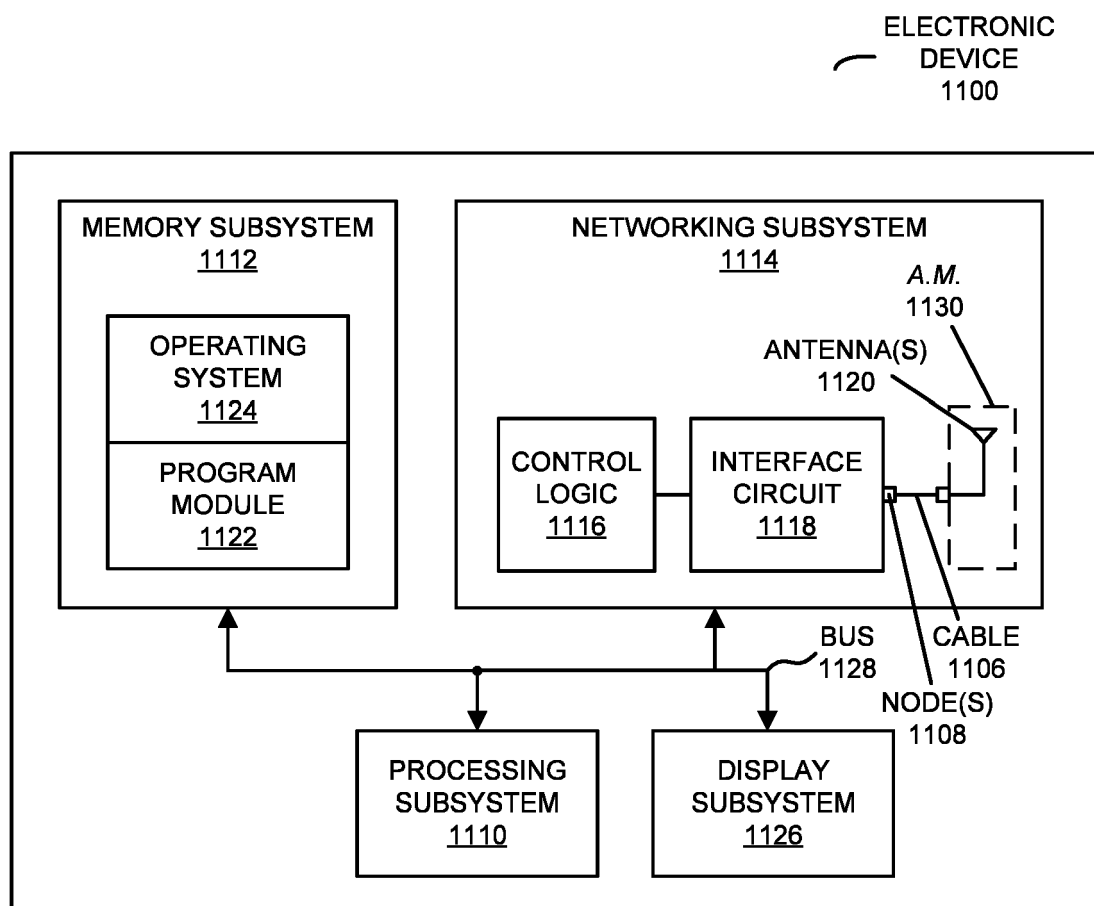 ELECTRONIC
DEVICE
1100
MEMORY SUBSYSTEM
1112
OPERATING
SYSTEM
1124
PROGRAM
MODULE
1122
NETWORKING SUBSYSTEM
1114
A.M.
1130
ANTENNA(S)
1120
CONTROL
LOGIC
1116
INTERFACE
CIRCUIT
1118
BUS
1128
CABLE
1106
NODE(S)
1108
PROCESSING
SUBSYSTEM
1110
DISPLAY
SUBSYSTEM
1126